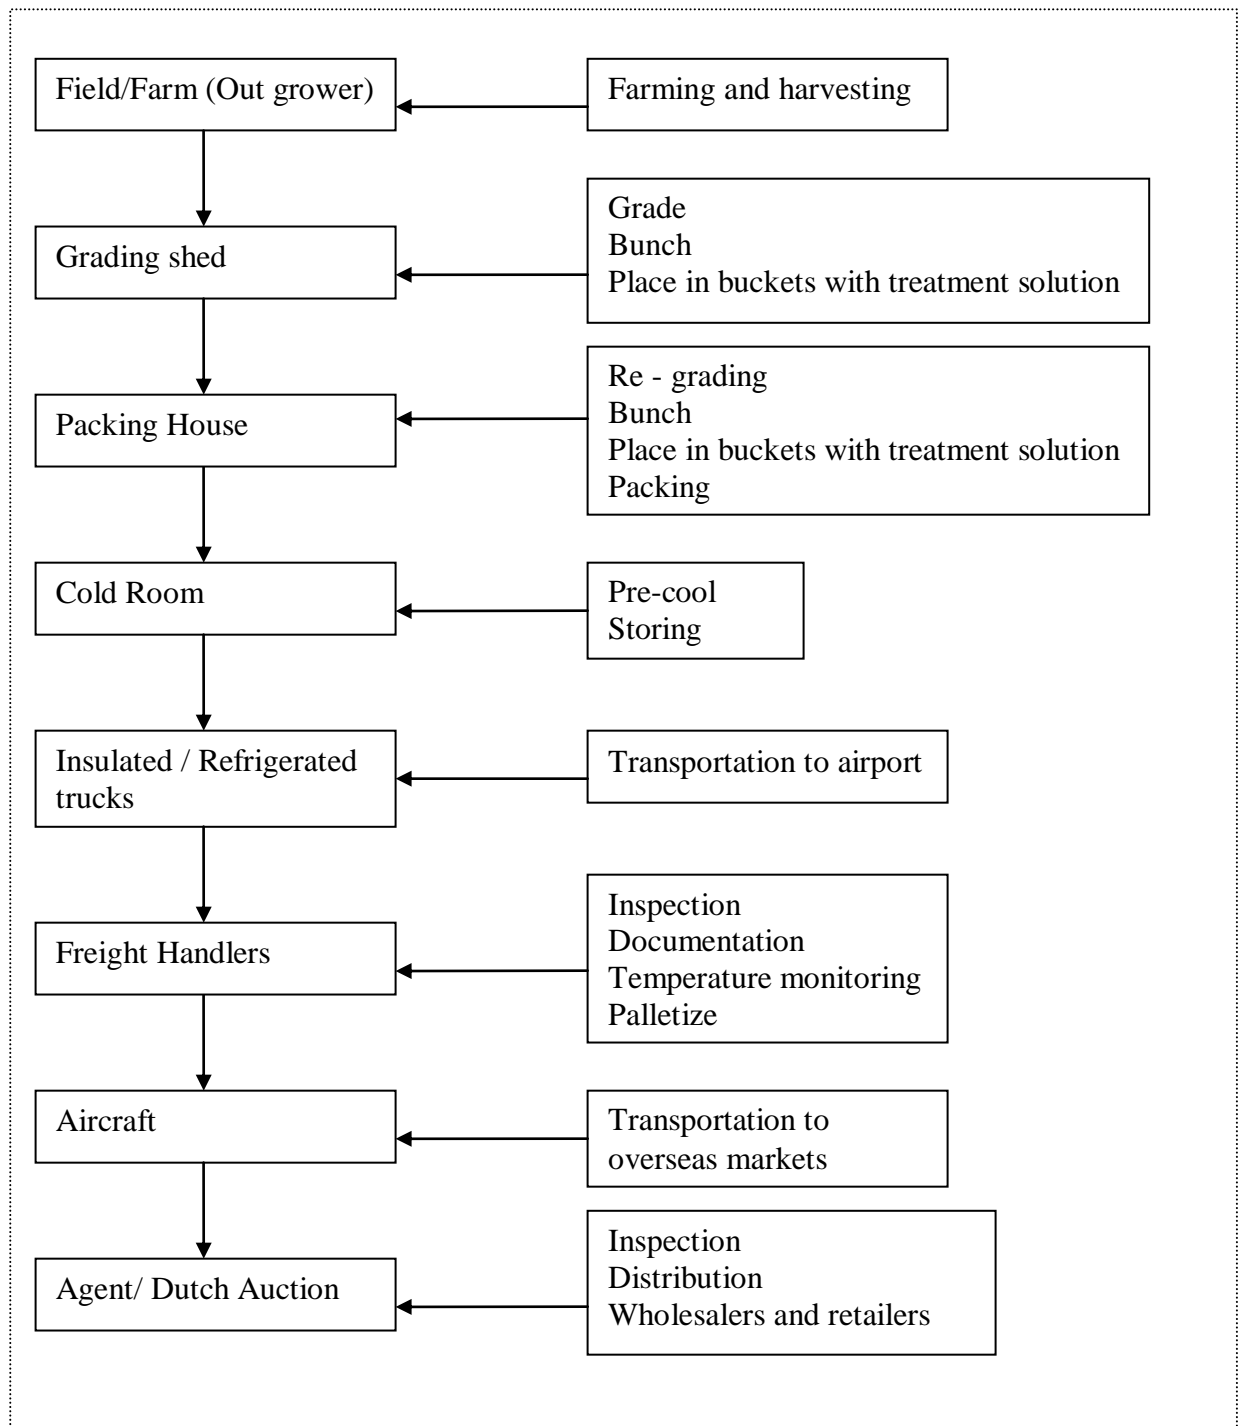 Field/Farm (Out grower)
Farming and harvesting
Grading shed
Grade
Bunch
Place in buckets with treatment solution
Packing House
Re - grading
Bunch
Place in buckets with treatment solution
Packing
Cold Room
Pre-cool
Storing
Insulated / Refrigerated
trucks
Transportation to airport
Freight Handlers
Inspection
Documentation
Temperature monitoring
Palletize
Aircraft
Transportation to
overseas markets
Agent/ Dutch Auction
Inspection
Distribution
Wholesalers and retailers